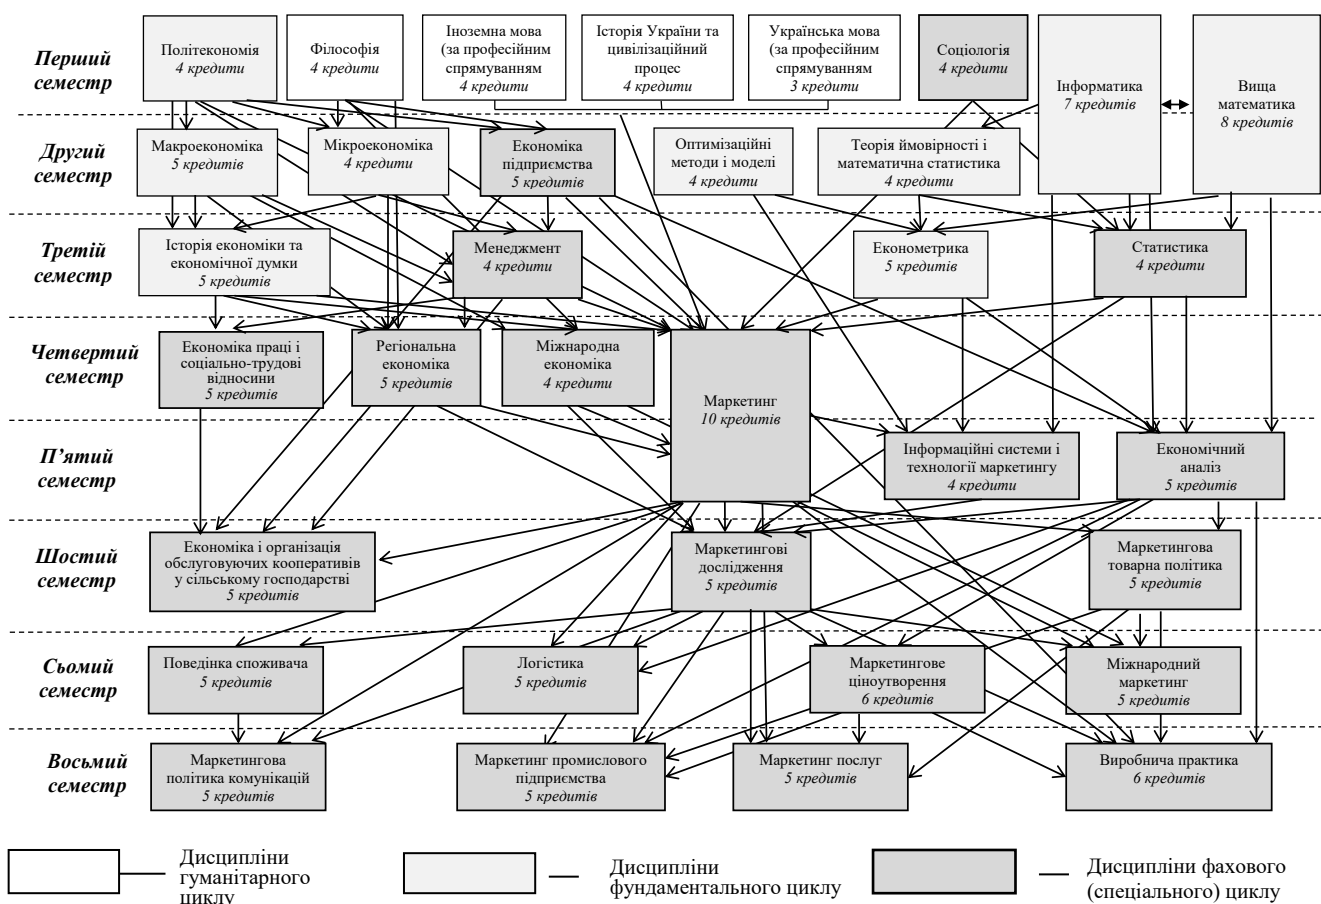 Перший
семестр
Політекономія
4 кредити
Філософія
4 кредити
Іноземна мова
(за професійним
спрямуванням
4 кредити
Історія України та
цивілізаційний
процес
4 кредити
Українська мова
(за професійним
спрямуванням
3 кредити
Соціологія
4 кредити
Інформатика
7 кредитів
Вища
математика
8 кредитів
Другий
семестр
Макроекономіка
5 кредитів
Мікроекономіка
4 кредити
Економіка
підприємства
5 кредитів
Оптимізаційні
методи і моделі
4 кредити
Теорія ймовірності і
математична статистика
4 кредити
Третій
семестр
Історія економіки та
економічної думки
5 кредитів
Менеджмент
4 кредити
Економетрика
5 кредитів
Статистика
4 кредити
Четвертий
семестр
Економіка праці і
соціально-трудові
відносини
5 кредитів
Регіональна
економіка
5 кредитів
Міжнародна
економіка
4 кредити
Маркетинг
10 кредитів
П’ятий
семестр
Інформаційні системи і
технології маркетингу
4 кредити
Економічний
аналіз
5 кредитів
Шостий
семестр
Економіка і організація
обслуговуючих кооперативів
у сільському господарстві
5 кредитів
Маркетингові
дослідження
5 кредитів
Маркетингова
товарна політика
5 кредитів
Сьомий
семестр
Поведінка споживача
5 кредитів
Логістика
5 кредитів
Маркетингове
ціноутворення
6 кредитів
Міжнародний
маркетинг
5 кредитів
Восьмий
семестр
Маркетингова
політика комунікацій
5 кредитів
Маркетинг промислового
підприємства
5 кредитів
Маркетинг послуг
5 кредитів
Виробнича практика
6 кредитів
Дисципліни
гуманітарного
циклу
Дисципліни
фундаментального циклу
Дисципліни фахового
(спеціального) циклу